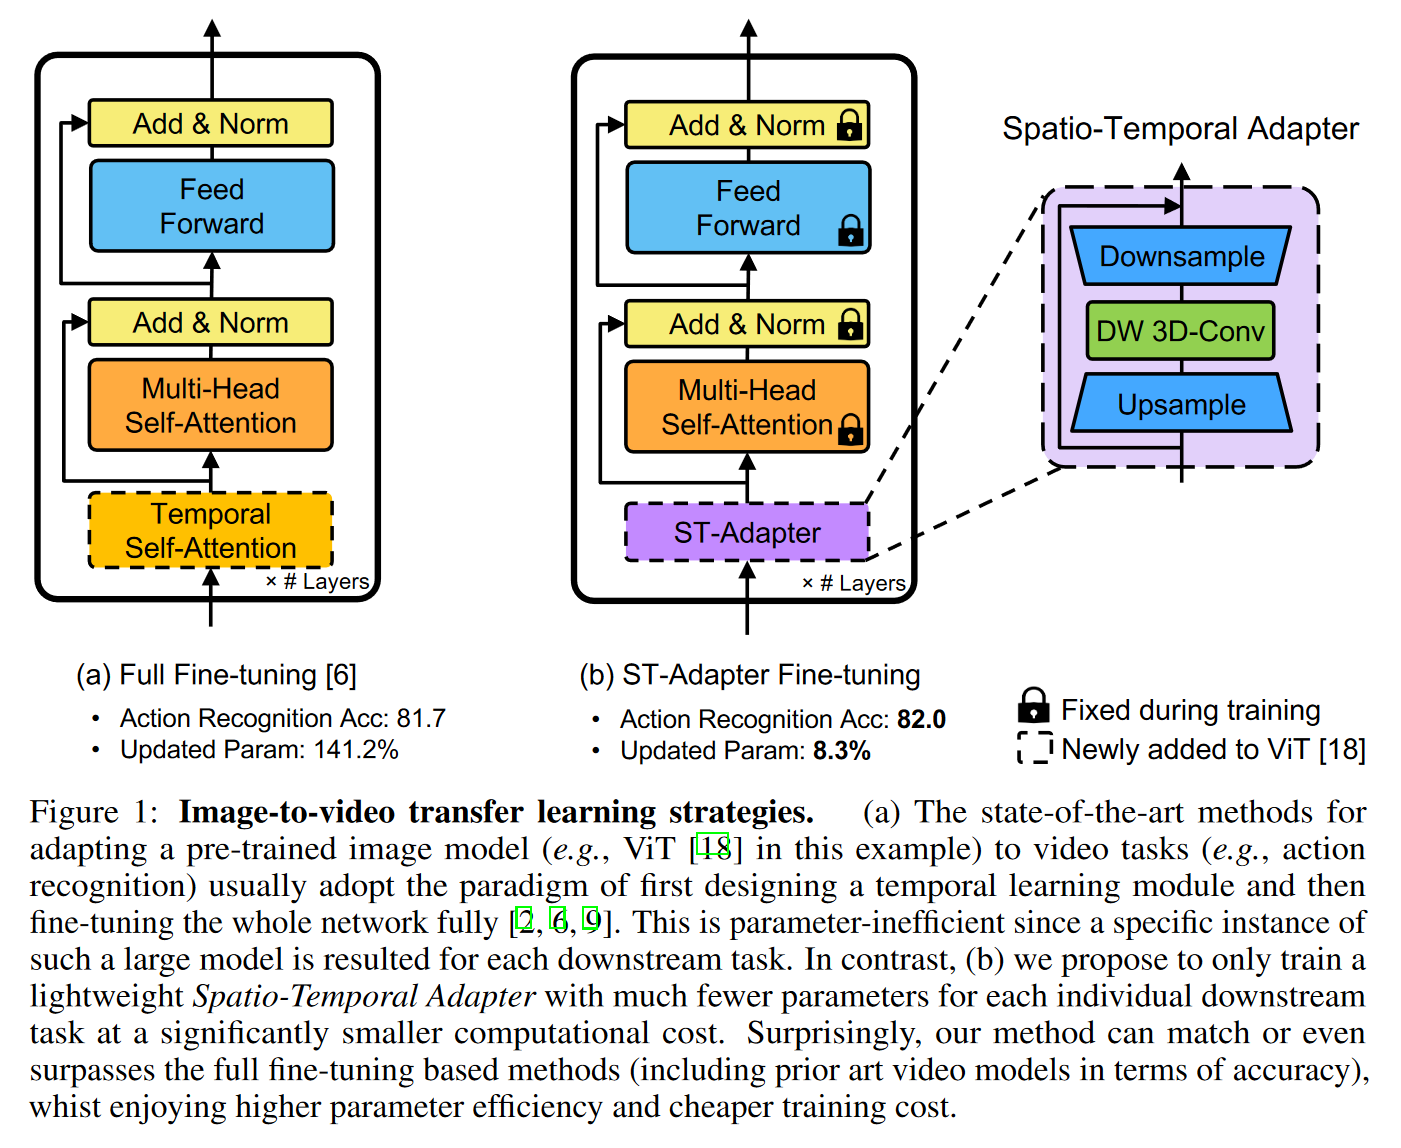 Add & Norm
Feed
Forward
Add & Norm
Multi-Head
Self-Attention
Temporal
Self-Attention
× # Layers
Add & Norm
Feed
Forward
Add & Norm
Multi-Head
Self-Attention
ST-Adapter
× # Layers
Spatio-Temporal Adapter
Downsample
DW 3D-Conv
Upsample
(a) Full Fine-tuning [6]
• Action Recognition Acc: 81.7
• Updated Param: 141.2%
(b) ST-Adapter Fine-tuning
• Action Recognition Acc: 82.0
• Updated Param: 8.3%
Fixed during training
Newly added to ViT [18]
Figure 1: Image-to-video transfer learning strategies. (a) The state-of-the-art methods for
adapting a pre-trained image model (e.g., ViT [18] in this example) to video tasks (e.g., action
recognition) usually adopt the paradigm of first designing a temporal learning module and then
fine-tuning the whole network fully [2, 6, 9]. This is parameter-inefficient since a specific instance of
such a large model is resulted for each downstream task. In contrast, (b) we propose to only train a
lightweight Spatio-Temporal Adapter with much fewer parameters for each individual downstream
task at a significantly smaller computational cost. Surprisingly, our method can match or even
surpasses the full fine-tuning based methods (including prior art video models in terms of accuracy),
whist enjoying higher parameter efficiency and cheaper training cost.